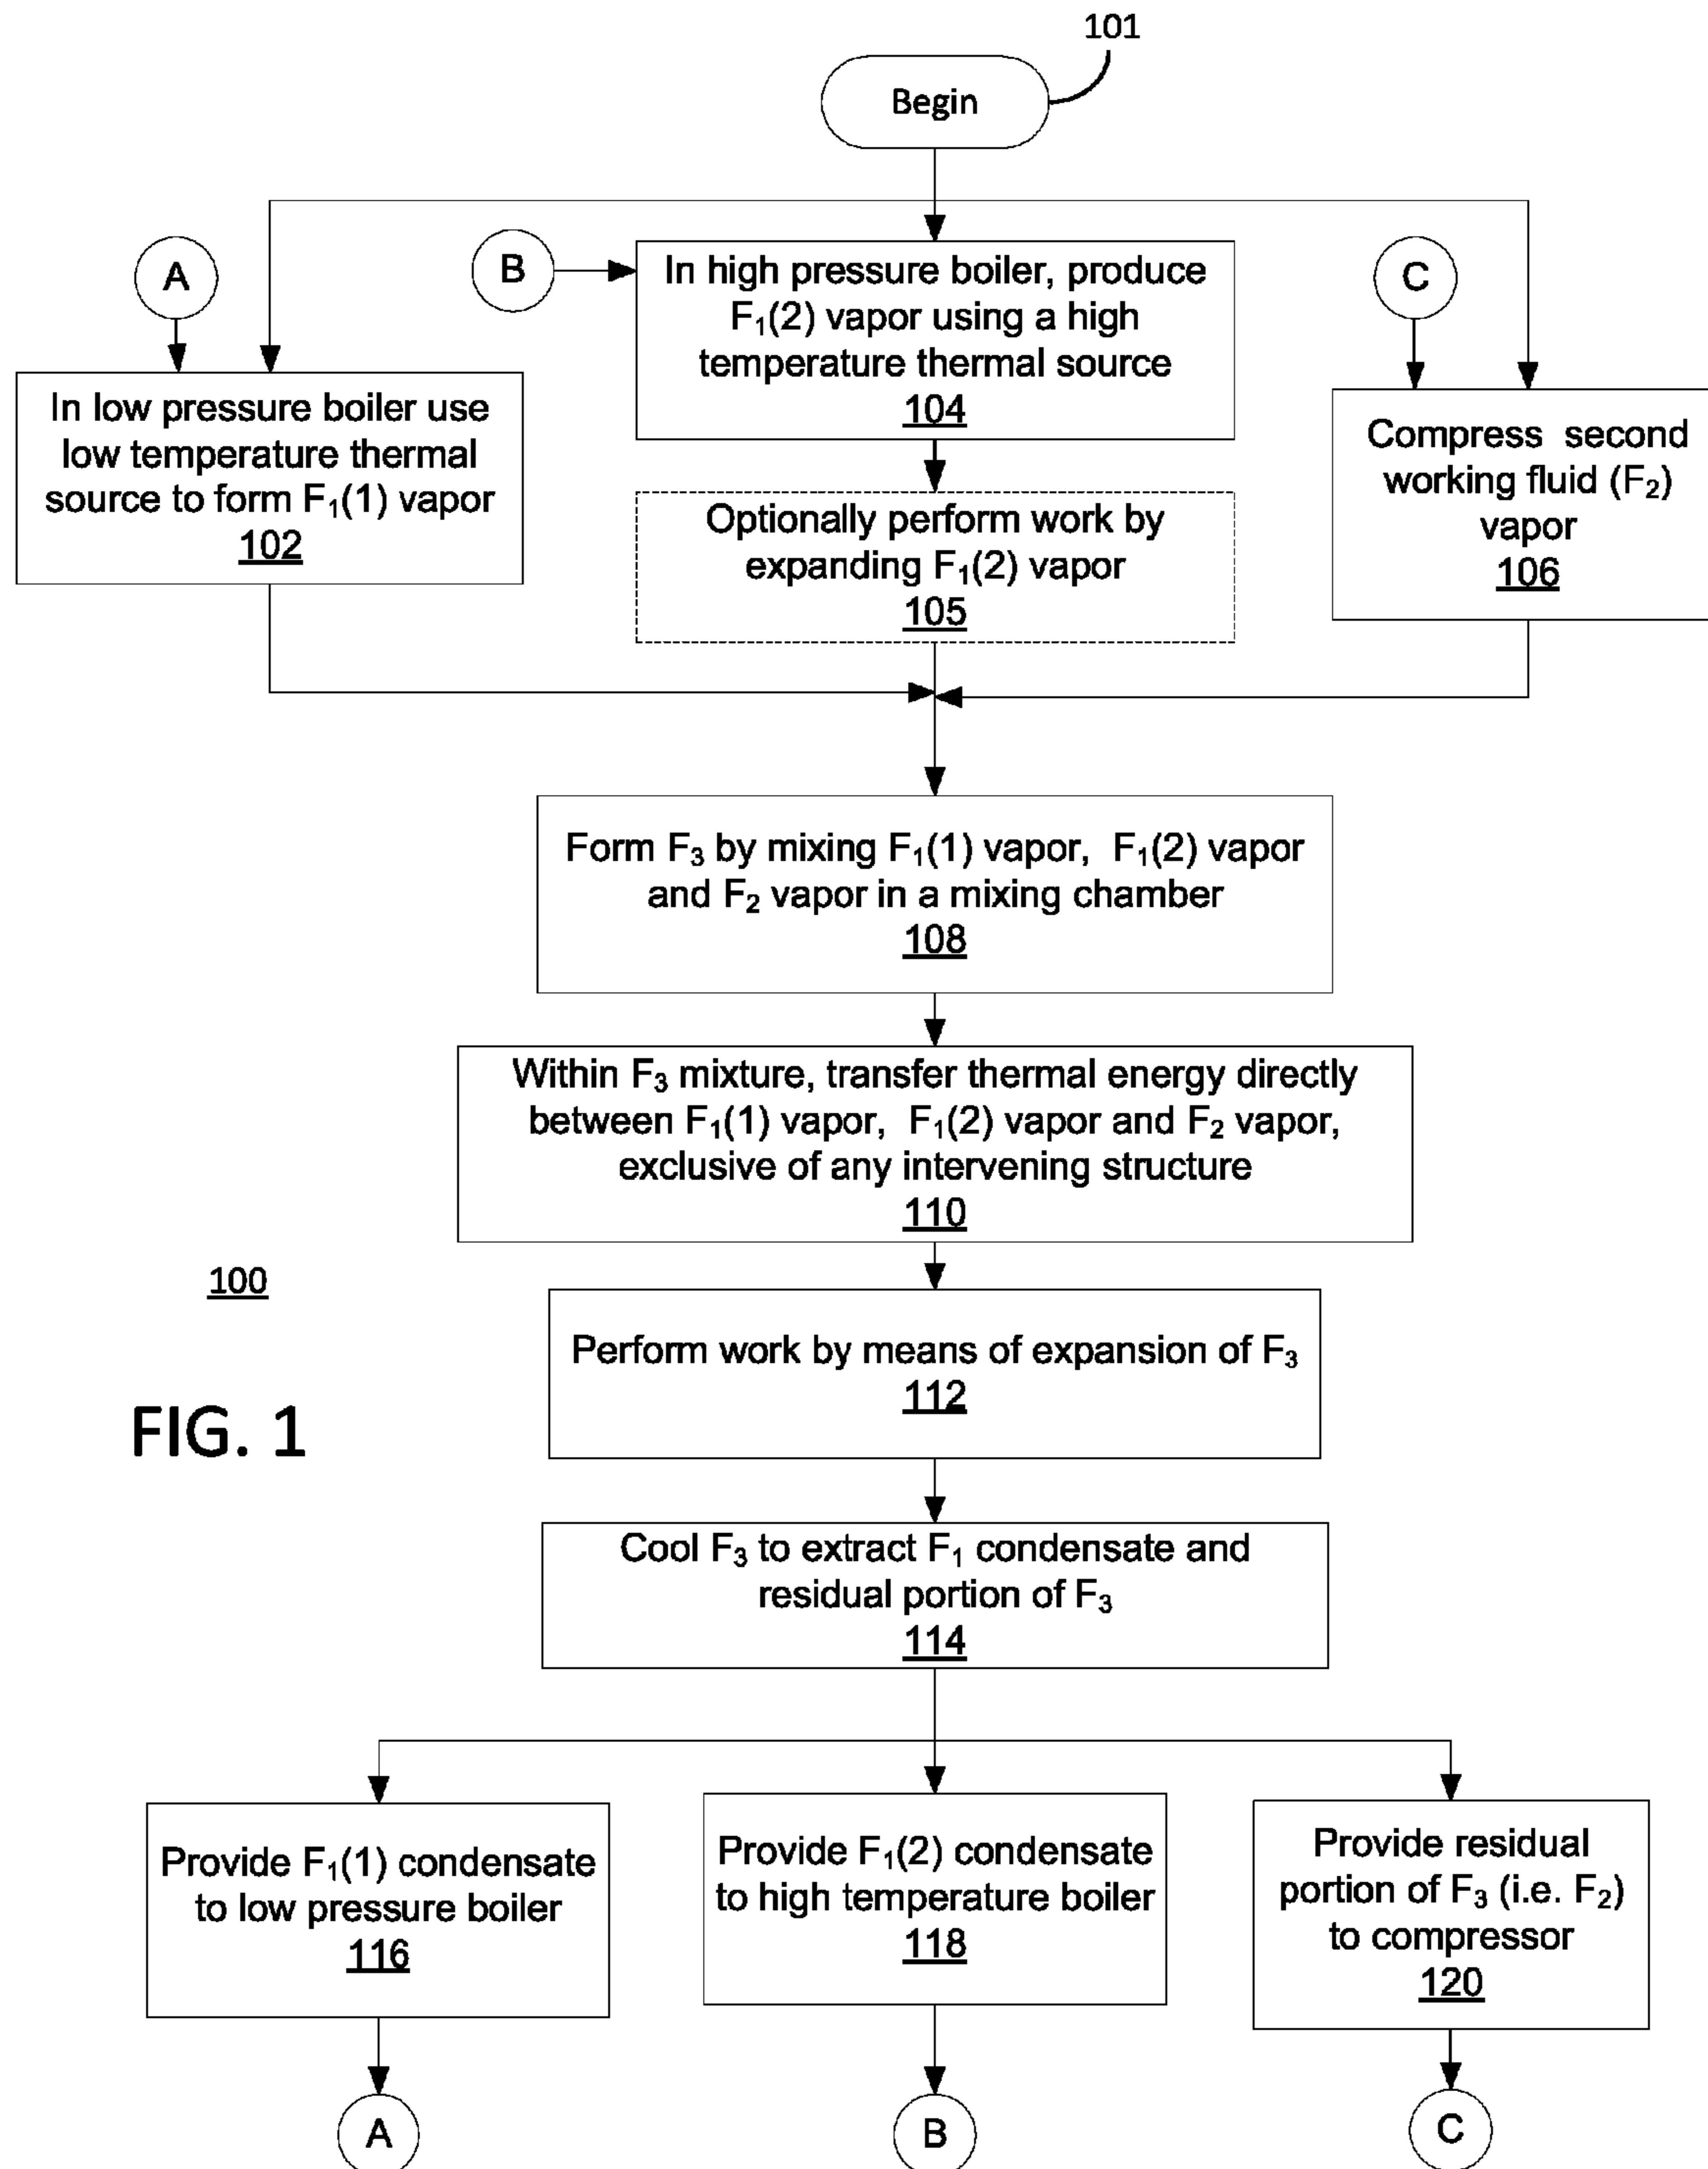 101
Begin
A
B
C
In high pressure boiler, produce
F₁(2) vapor using a high
temperature thermal source
104
In low pressure boiler use
low temperature thermal
source to form F₁(1) vapor
102
Optionally perform work by
expanding F₁(2) vapor
105
Compress second
working fluid (F₂)
vapor
106
Form F₃ by mixing F₁(1) vapor, F₁(2) vapor
and F₂ vapor in a mixing chamber
108
Within F₃ mixture, transfer thermal energy directly
between F₁(1) vapor, F₁(2) vapor and F₂ vapor,
exclusive of any intervening structure
110
100
FIG. 1
Perform work by means of expansion of F₃
112
Cool F₃ to extract F₁ condensate and
residual portion of F₃
114
Provide F₁(1) condensate
to low pressure boiler
116
Provide F₁(2) condensate
to high temperature boiler
118
Provide residual
portion of F₃ (i.e. F₂)
to compressor
120
A
B
C